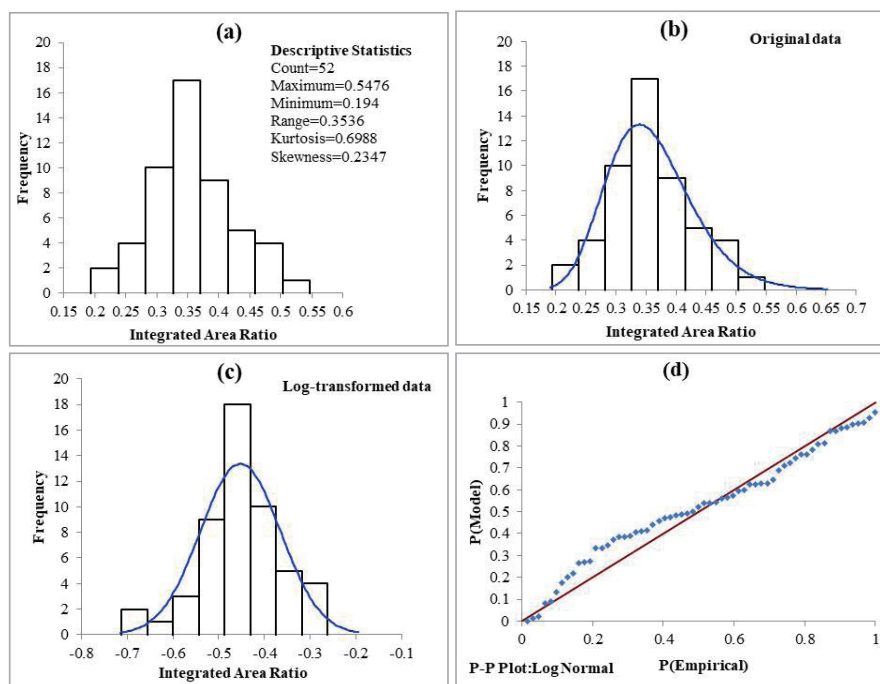 (a)
Descriptive Statistics
Count=52
Maximum=0.5476
Minimum=0.194
Range=0.3536
Kurtosis=0.6988
Skewness=0.2347
Frequency
20
18
16
14
12
10
8
6
4
2
0
0.15 0.2 0.25 0.3 0.35 0.4 0.45 0.5 0.55 0.6
Integrated Area Ratio
(b)
Original data
Frequency
20
18
16
14
12
10
8
6
4
2
0
0.15 0.2 0.25 0.3 0.35 0.4 0.45 0.5 0.55 0.6 0.65 0.7
Integrated Area Ratio
(c)
Log-transformed data
Frequency
20
18
16
14
12
10
8
6
4
2
0
-0.8 -0.7 -0.6 -0.5 -0.4 -0.3 -0.2 -0.1
Integrated Area Ratio
(d)
P(Model)
1
0.9
0.8
0.7
0.6
0.5
0.4
0.3
0.2
0.1
0
0 0.2 0.4 0.6 0.8 1
P-P Plot:Log Normal P(Empirical)